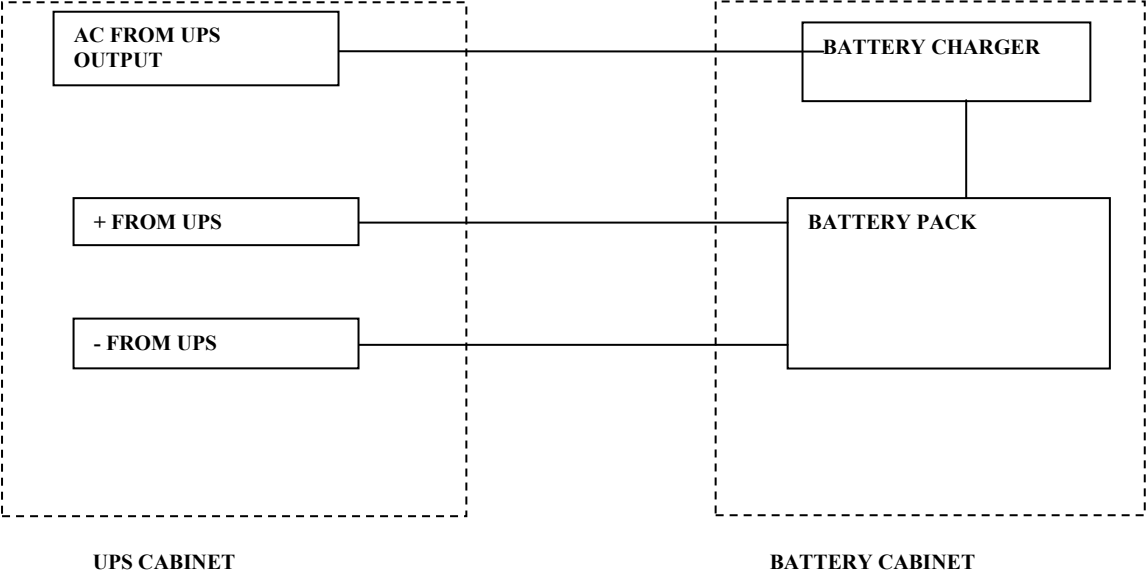 AC FROM UPS
OUTPUT
BATTERY CHARGER
+ FROM UPS
BATTERY PACK
- FROM UPS
UPS CABINET
BATTERY CABINET